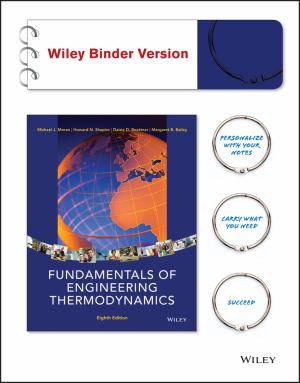 Wiley Binder Version
Michael J. Moran • Howard N. Shapiro • Daisie D. Boettner • Margaret B. Bailey
FUNDAMENTALS OF
ENGINEERING
THERMODYNAMICS
Eighth Edition
WILEY
PERSONALIZE
WITH YOUR
NOTES
CARRY WHAT
YOU NEED
SUCCEED
WILEY